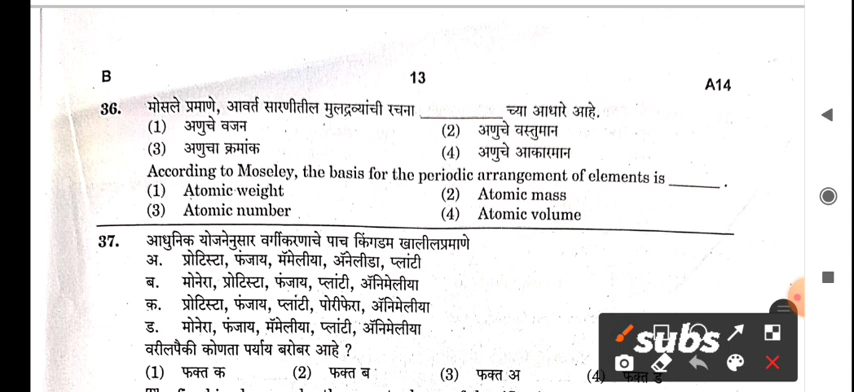 B 13 A14
36. मोसले प्रमाणे, आवर्त सारणीतील मुलद्रव्यांची रचना ________ च्या आधारे आहे.
(1) अणुचे वजन (2) अणुचे वस्तुमान
(3) अणुचा क्रमांक (4) अणुचे आकारमान
According to Moseley, the basis for the periodic arrangement of elements is ______ .
(1) Atomic weight (2) Atomic mass
(3) Atomic number (4) Atomic volume
37. आधुनिक योजनेनुसार वर्गीकरणाचे पाच किंगडम खालीलप्रमाणे
अ. प्रोटिस्टा, फंजाय, मॅमेलीया, ॲनेलीडा, प्लांटी
ब. मोनेरा, प्रोटिस्टा, फंजाय, प्लांटी, ॲनिमेलीया
क. प्रोटिस्टा, फंजाय, प्लांटी, पोरीफेरा, ॲनिमेलीया
ड. मोनेरा, फंजाय, मॅमेलीया, प्लांटी, ॲनिमेलीया
वरीलपैकी कोणता पर्याय बरोबर आहे ?
(1) फक्त क (2) फक्त ब (3) फक्त अ (4) फक्त ड
subs